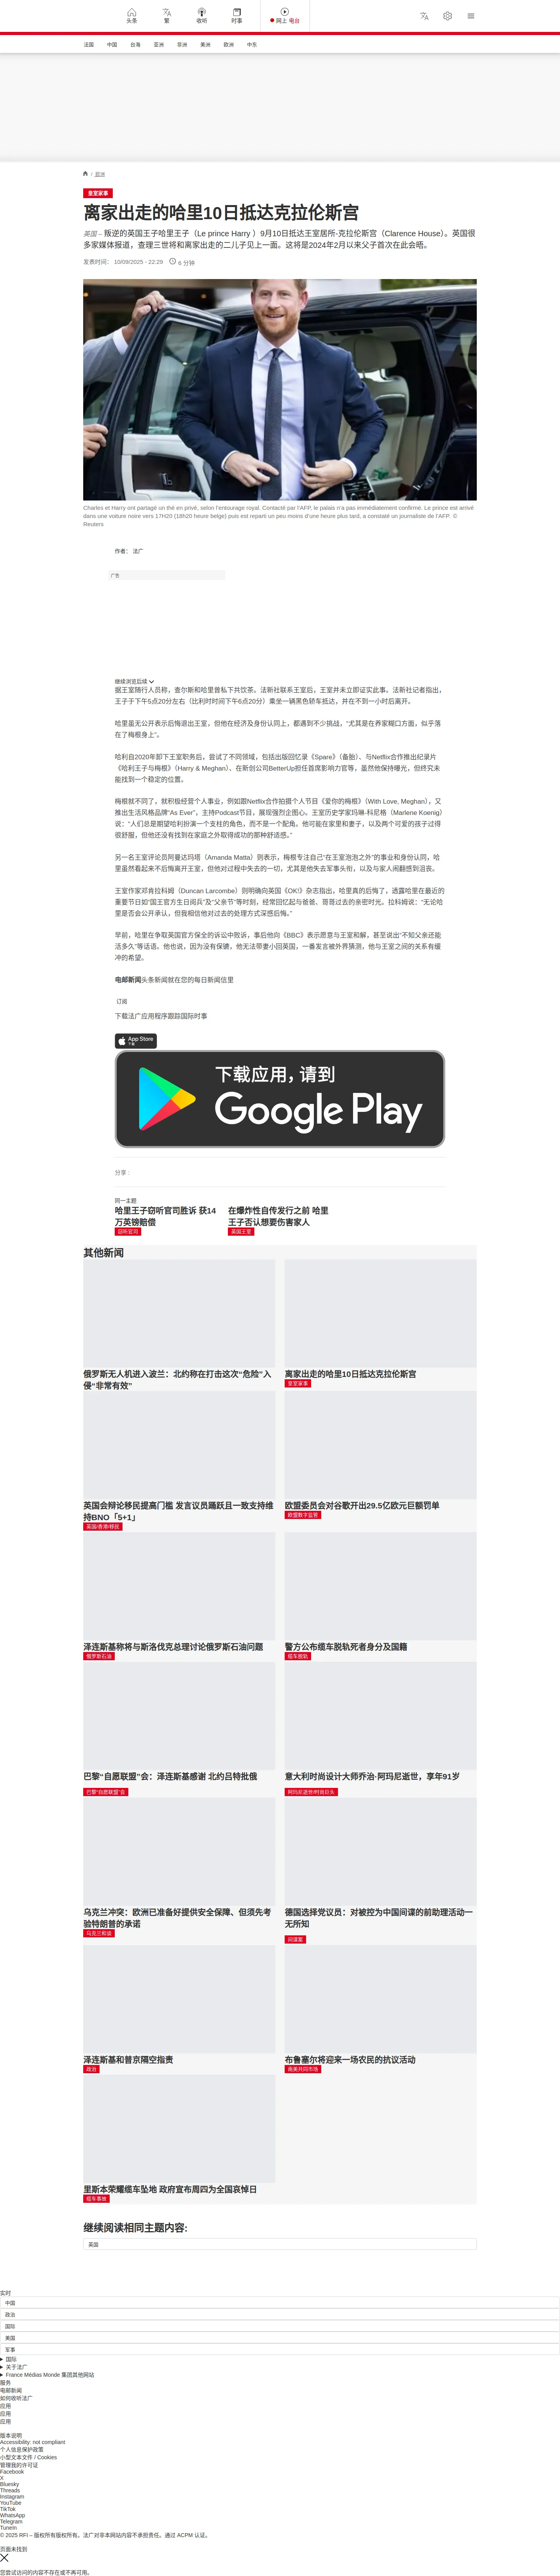 头条
繁
收听
时事
网上 电台
法国
中国
台海
亚洲
非洲
美洲
欧洲
中东
/ 欧洲
皇室家事
离家出走的哈里10日抵达克拉伦斯宫
英国 – 叛逆的英国王子哈里王子（Le prince Harry ）9月10日抵达王室居所-克拉伦斯宫（Clarence House）。英国很
多家媒体报道，查理三世将和离家出走的二儿子见上一面。这将是2024年2月以来父子首次在此会晤。
发表时间： 10/09/2025 - 22:29
6 分钟
Charles et Harry ont partagé un thé en privé, selon l'entourage royal. Contacté par l'AFP, le palais n'a pas immédiatement confirmé. Le prince est arrivé
dans une voiture noire vers 17H20 (18h20 heure belge) puis est reparti un peu moins d'une heure plus tard, a constaté un journaliste de l'AFP. ©
Reuters
作者： 法广
广告
继续浏览后续
据王室随行人员称，查尔斯和哈里曾私下共饮茶。法新社联系王室后，王室并未立即证实此事。法新社记者指出，
王子于下午5点20分左右（比利时时间下午6点20分）乘坐一辆黑色轿车抵达，并在不到一小时后离开。
哈里虽无公开表示后悔退出王室，但他在经济及身份认同上，都遇到不少挑战，“尤其是在养家糊口方面，似乎落
在了梅根身上”。
哈利自2020年卸下王室职务后，曾试了不同领域，包括出版回忆录《Spare》（备胎）、与Netflix合作推出纪录片
《哈利王子与梅根》（Harry & Meghan）、在新创公司BetterUp担任首席影响力官等，虽然他保持曝光，但终究未
能找到一个稳定的位置。
梅根就不同了，就积极经营个人事业，例如跟Netflix合作拍摄个人节目《爱你的梅根》（With Love, Meghan），又
推出生活风格品牌“As Ever”，主持Podcast节目，展现强烈企图心。王室历史学家玛琳·科尼格（Marlene Koenig）
说：“人们总是期望哈利扮演一个支柱的角色，而不是一个配角。他可能在家里和妻子，以及两个可爱的孩子过得
很舒服，但他还没有找到在家庭之外取得成功的那种舒适感。”
另一名王室评论员阿曼达玛塔（Amanda Matta）则表示，梅根专注自己“在王室泡泡之外”的事业和身份认同，哈
里虽然看起来不后悔离开王室，但他对过程中失去的一切，尤其是他失去军事头衔，以及与家人闹翻感到沮丧。
王室作家邓肯拉科姆（Duncan Larcombe）则明确向英国《OK!》杂志指出，哈里真的后悔了，透露哈里在最近的
重要节日如“国王官方生日阅兵”及“父亲节”等时刻，经常回忆起与爸爸、哥哥过去的亲密时光。拉科姆说：“无论哈
里是否会公开承认，但我相信他对过去的处理方式深感后悔。”
早前，哈里在争取英国官方保全的诉讼中败诉，事后他向《BBC》表示愿意与王室和解，甚至说出“不知父亲还能
活多久”等话语。他也说，因为没有保镳，他无法带妻小回英国，一番发言被外界猜测，他与王室之间的关系有缓
冲的希望。
电邮新闻头条新闻就在您的每日新闻信里
订阅
下载法广应用程序跟踪国际时事
App Store
下载
下载应用，请到
Google Play
分享 :
同一主题
哈里王子窃听官司胜诉 获14
万英镑赔偿
窃听官司
在爆炸性自传发行之前 哈里
王子否认想要伤害家人
英国王室
其他新闻
俄罗斯无人机进入波兰：北约称在打击这次“危险”入
侵“非常有效”
离家出走的哈里10日抵达克拉伦斯宫
皇室家事
英国会辩论移民提高门槛 发言议员踊跃且一致支持维
持BNO「5+1」
英国/香港/移民
欧盟委员会对谷歌开出29.5亿欧元巨额罚单
欧盟数字监管
泽连斯基称将与斯洛伐克总理讨论俄罗斯石油问题
俄罗斯石油
警方公布缆车脱轨死者身分及国籍
缆车脱轨
巴黎“自愿联盟”会：泽连斯基感谢 北约吕特批俄
巴黎“自愿联盟”会
意大利时尚设计大师乔治·阿玛尼逝世，享年91岁
阿玛尼逝世/时尚巨头
乌克兰冲突：欧洲已准备好提供安全保障、但须先考
验特朗普的承诺
乌克兰和谈
德国选择党议员：对被控为中国间谍的前助理活动一
无所知
间谍案
泽连斯基和普京隔空指责
政治
布鲁塞尔将迎来一场农民的抗议活动
南美共同市场
里斯本荣耀缆车坠地 政府宣布周四为全国哀悼日
缆车事故
继续阅读相同主题内容:
英国
实时
中国
政治
国际
美国
军事
国际
关于法广
France Médias Monde 集团其他网站
服务
电邮新闻
如何收听法广
应用
应用
应用
版本说明
Accessibility: not compliant
个人信息保护政策
小型文本文件 / Cookies
管理我的许可证
Facebook
X
Bluesky
Threads
Instagram
YouTube
TikTok
WhatsApp
Telegram
TuneIn
© 2025 RFI – 版权所有版权所有。法广对非本网站内容不承担责任。通过 ACPM 认证。
页面未找到
您尝试访问的内容不存在或不再可用。